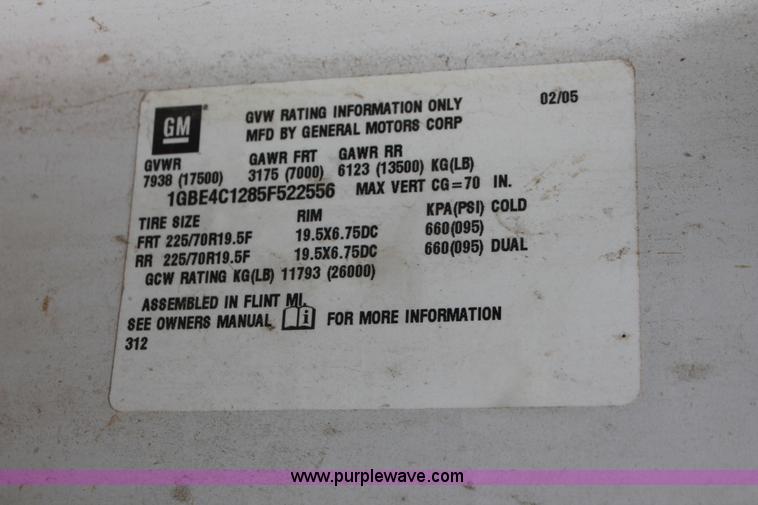 GM
GVW RATING INFORMATION ONLY 02/05
MFD BY GENERAL MOTORS CORP
GVWR GAWR FRT GAWR RR
7938 (17500) 3175 (7000) 6123 (13500) KG(LB)
1GBE4C1285F522556 MAX VERT CG=70 IN.
TIRE SIZE RIM KPA(PSI) COLD
FRT 225/70R19.5F 19.5X6.75DC 660(095)
RR 225/70R19.5F 19.5X6.75DC 660(095) DUAL
GCW RATING KG(LB) 11793 (26000)
ASSEMBLED IN FLINT MI.
SEE OWNERS MANUAL i FOR MORE INFORMATION
312
www.purplewave.com